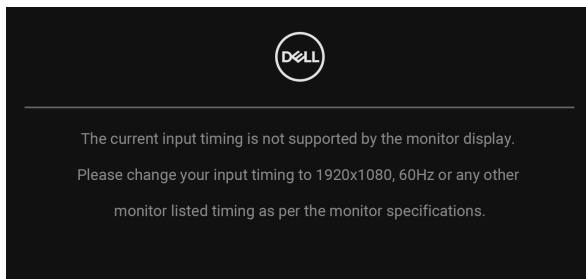 DELL
The current input timing is not supported by the monitor display.
Please change your input timing to 1920x1080, 60Hz or any other
monitor listed timing as per the monitor specifications.